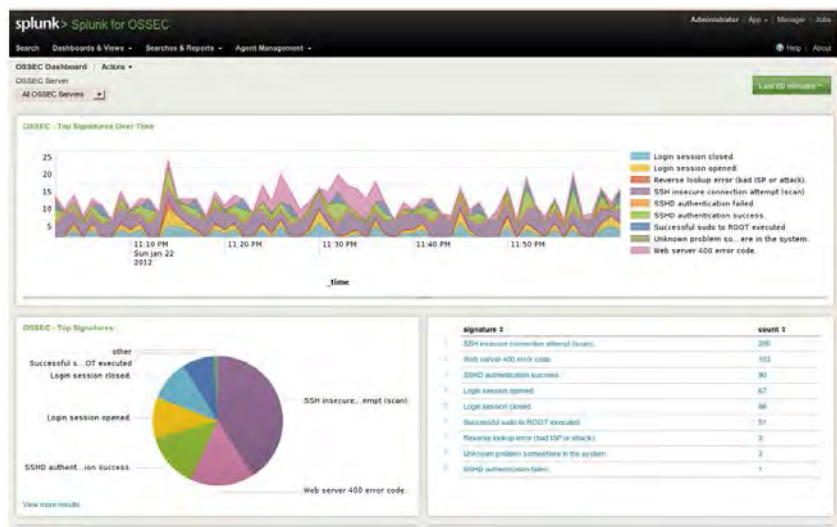 splunk> Splunk for OSSEC
Administrator | App | Manager | Jobs
Search Dashboards & Views Searches & Reports Agent Management
Help | About
OSSEC Dashboard | Actions
OSSEC Server
All OSSEC Servers
Last 60 minutes
OSSEC - Top Signatures Over Time
25
20
15
10
5
11:10 PM
Sun Jan 22
2012
11:20 PM
11:30 PM
11:40 PM
11:50 PM
_time
Login session closed.
Login session opened.
Reverse lookup error (bad ISP or attack).
SSH insecure connection attempt (scan).
SSHD authentication failed.
SSHD authentication success.
Successful sudo to ROOT executed
Unknown problem so...ere in the system.
Web server 400 error code.
OSSEC - Top Signatures
other
Successful s...OT executed
Login session closed.
Login session opened.
SSHD authent...ion success.
SSH insecure...empt (scan).
Web server 400 error code.
View more results
signature count
SSH insecure connection attempt (scan).
Web server 400 error code. 103
SSHD authentication success. 90
Login session opened. 67
Login session closed.
Successful sudo to ROOT executed 51
Reverse lookup error (bad ISP or attack). 3
Unknown problem somewhere in the system.
SSHD authentication failed. 1